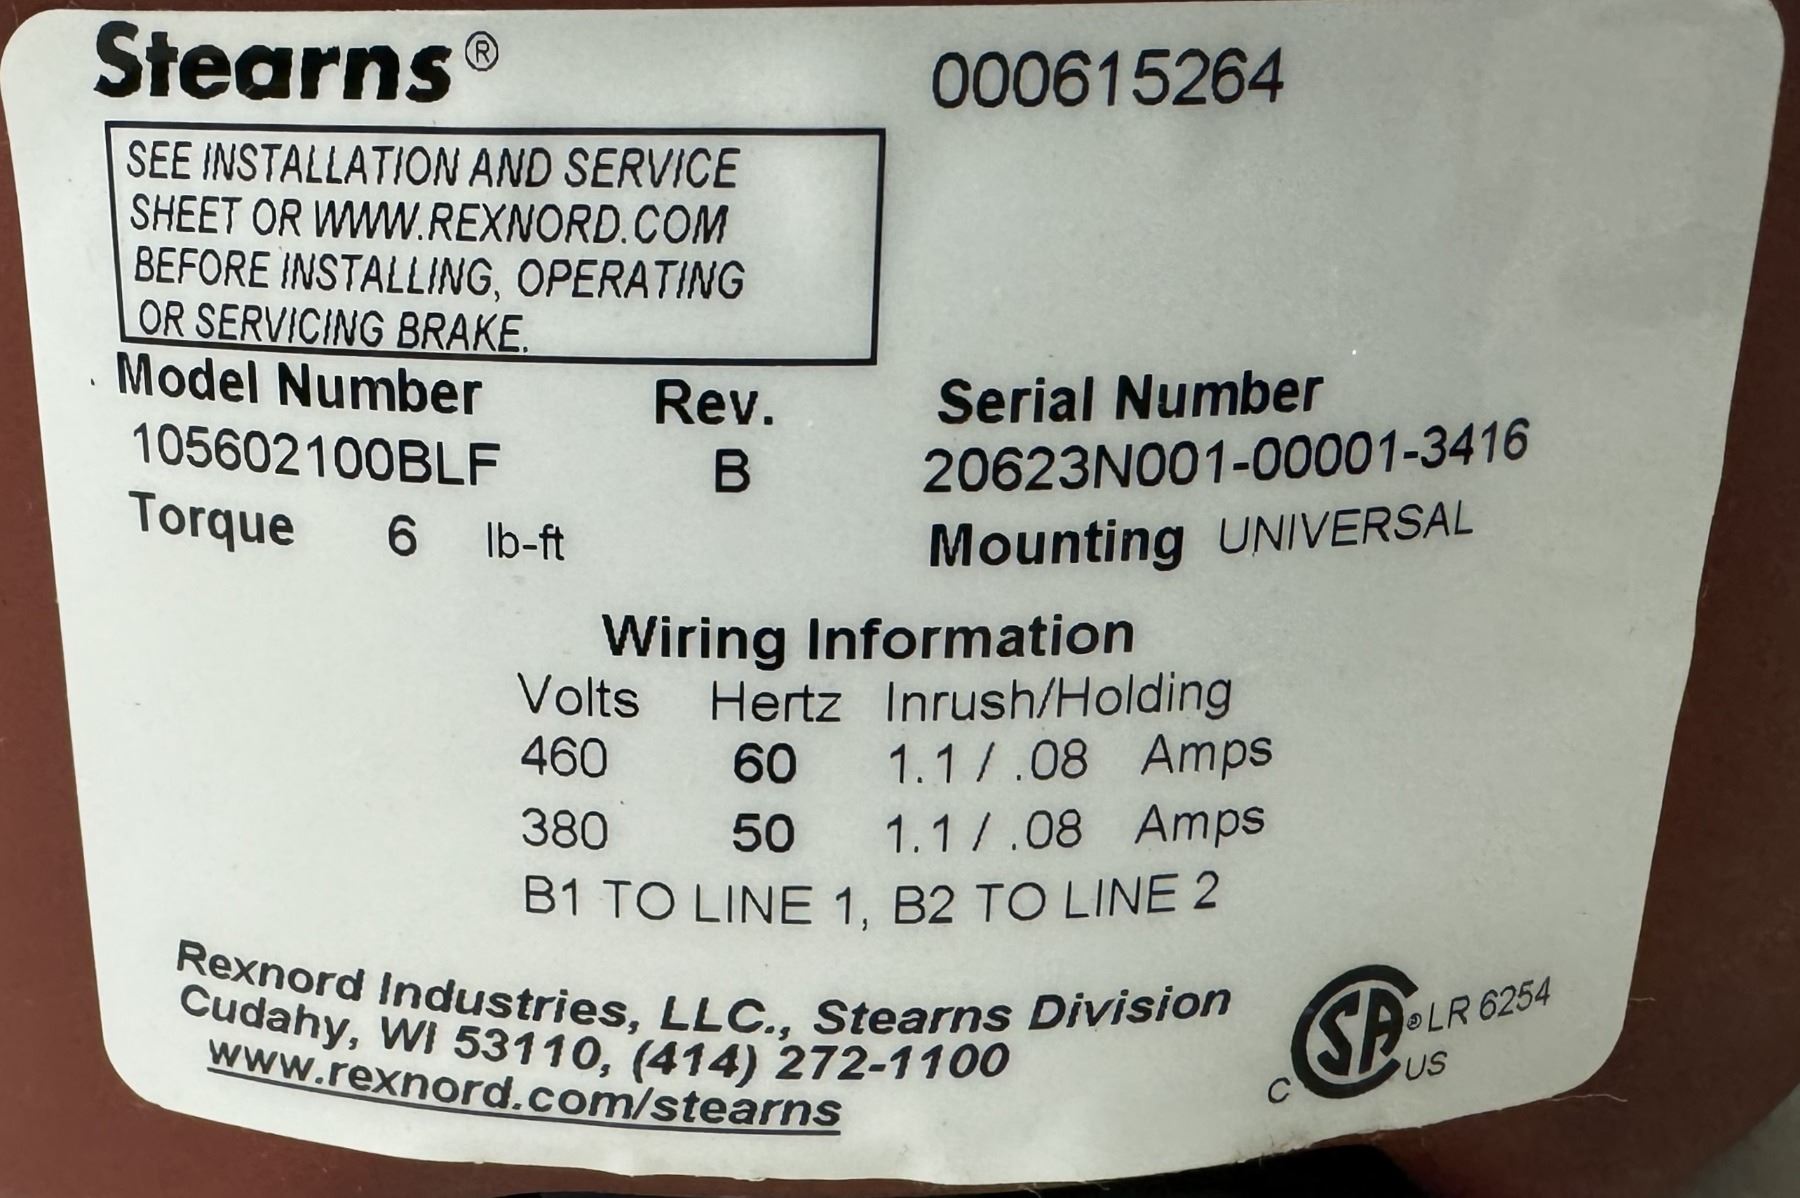 Stearns®
000615264
SEE INSTALLATION AND SERVICE
SHEET OR WWW.REXNORD.COM
BEFORE INSTALLING, OPERATING
OR SERVICING BRAKE.
Model Number Rev. Serial Number
105602100BLF B 20623N001-00001-3416
Torque 6 lb-ft Mounting UNIVERSAL
Wiring Information
Volts Hertz Inrush/Holding
460 60 1.1 / .08 Amps
380 50 1.1 / .08 Amps
B1 TO LINE 1, B2 TO LINE 2
Rexnord Industries, LLC., Stearns Division
Cudahy, WI 53110, (414) 272-1100
www.rexnord.com/stearns
C SA® US LR 6254